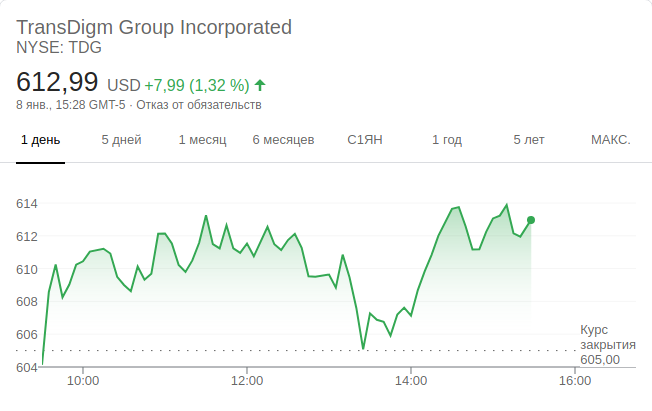 TransDigm Group Incorporated
NYSE: TDG
612,99 USD +7,99 (1,32 %)
8 янв., 15:28 GMT-5 · Отказ от обязательств
1 день 5 дней 1 месяц 6 месяцев С1ЯН 1 год 5 лет МАКС.
614
612
610
608
606
604
Курс
закрытия
605,00
10:00 12:00 14:00 16:00